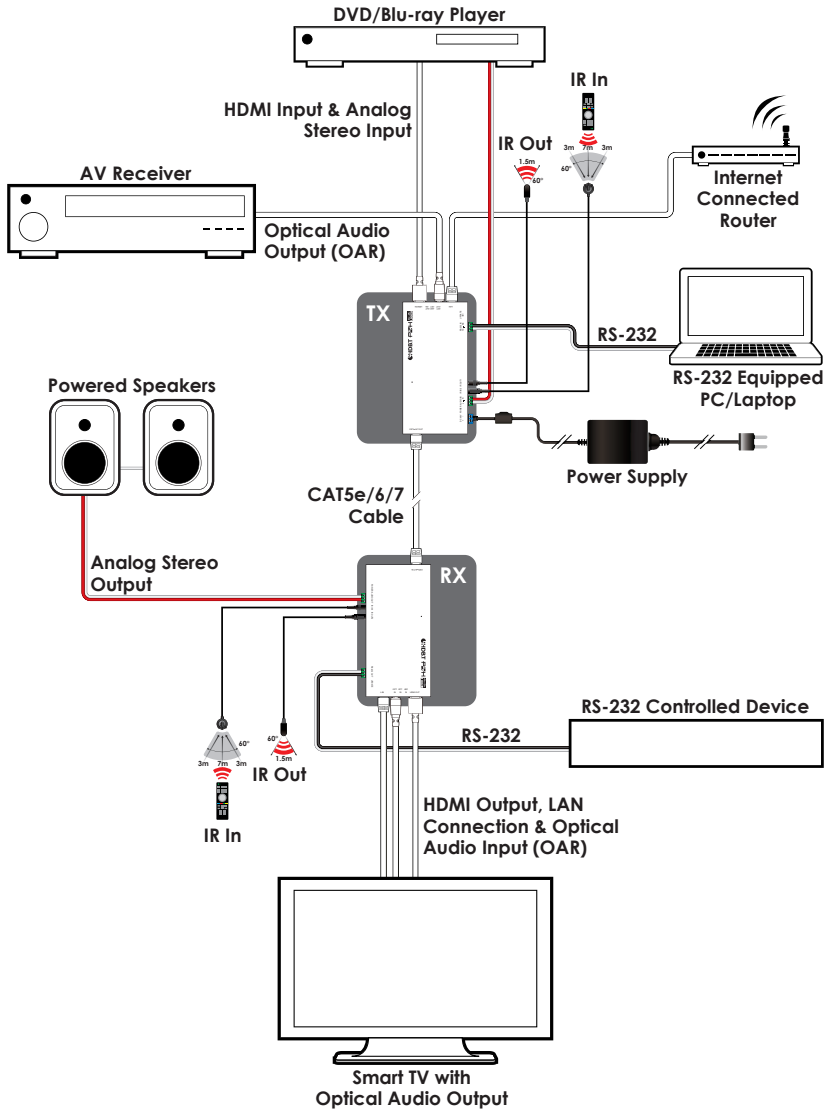 DVD/Blu-ray Player
HDMI Input & Analog
Stereo Input
IR In
IR Out
3m 7m 3m
60°
1.5m
60°
AV Receiver
Internet
Connected
Router
Optical Audio
Output (OAR)
TX
RS-232
RS-232 Equipped
PC/Laptop
Powered Speakers
Power Supply
CAT5e/6/7
Cable
Analog Stereo
Output
RX
RS-232 Controlled Device
RS-232
60°
3m 7m 3m
60°
1.5m
IR Out
IR In
HDMI Output, LAN
Connection & Optical
Audio Input (OAR)
Smart TV with
Optical Audio Output